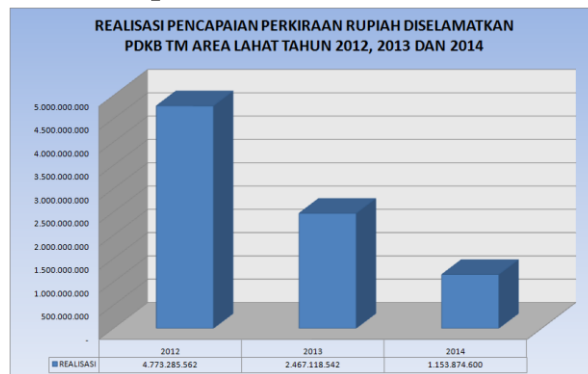 REALISASI PENCAPAIAN PERKIRAAN RUPIAH DISELAMATKAN
PDKB TM AREA LAHAT TAHUN 2012, 2013 DAN 2014
5.000.000.000
4.500.000.000
4.000.000.000
3.500.000.000
3.000.000.000
2.500.000.000
2.000.000.000
1.500.000.000
1.000.000.000
500.000.000
-
2012 2013 2014
REALISASI 4.773.285.562 2.467.118.542 1.153.874.600